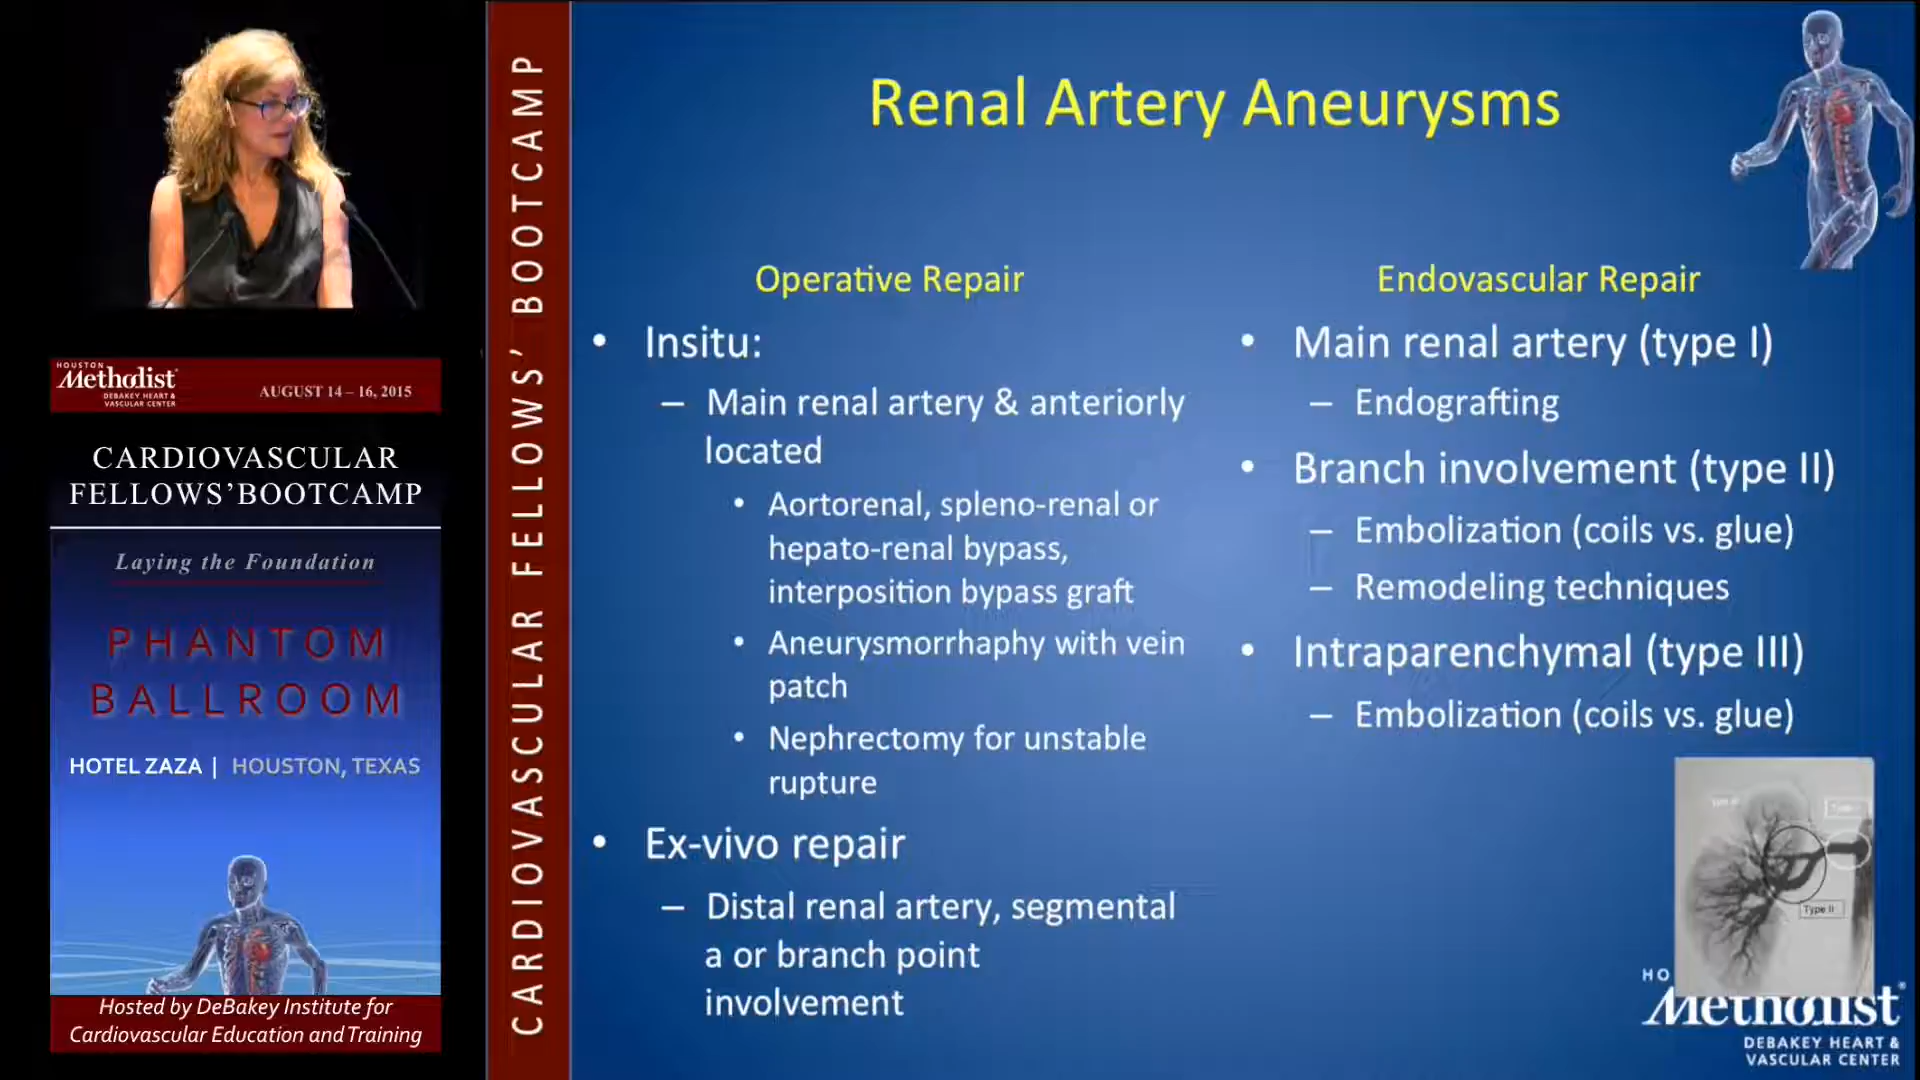 HOUSTON
Methodist
DEBAKEY HEART &
VASCULAR CENTER
AUGUST 14 – 16, 2015
CARDIOVASCULAR
FELLOWS' BOOTCAMP
Laying the Foundation
PHANTOM
BALLROOM
HOTEL ZAZA | HOUSTON, TEXAS
Hosted by DeBakey Institute for
Cardiovascular Education and Training
CARDIOVASCULAR FELLOWS' BOOTCAMP
Renal Artery Aneurysms
Operative Repair
• Insitu:
– Main renal artery & anteriorly
located
• Aortorenal, spleno-renal or
hepato-renal bypass,
interposition bypass graft
• Aneurysmorrhaphy with vein
patch
• Nephrectomy for unstable
rupture
• Ex-vivo repair
– Distal renal artery, segmental
a or branch point
involvement
Endovascular Repair
• Main renal artery (type I)
– Endografting
• Branch involvement (type II)
– Embolization (coils vs. glue)
– Remodeling techniques
• Intraparenchymal (type III)
– Embolization (coils vs. glue)
Type II
HO
Methodist
DEBAKEY HEART &
VASCULAR CENTER